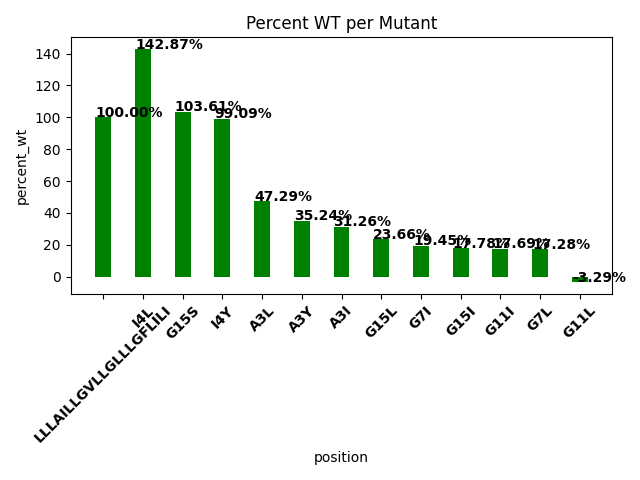 Percent WT per Mutant
percent_wt
140
120
100
80
60
40
20
0
100.00%
142.87%
103.61%
99.09%
47.29%
35.24%
31.26%
23.66%
19.45%
17.78%
17.69%
17.28%
-3.29%
LLLAILLGVLLGLLLGFLILI
I4L
G15S
I4Y
A3L
A3Y
A3I
G15L
G7I
G15I
G11I
G7L
G11L
position